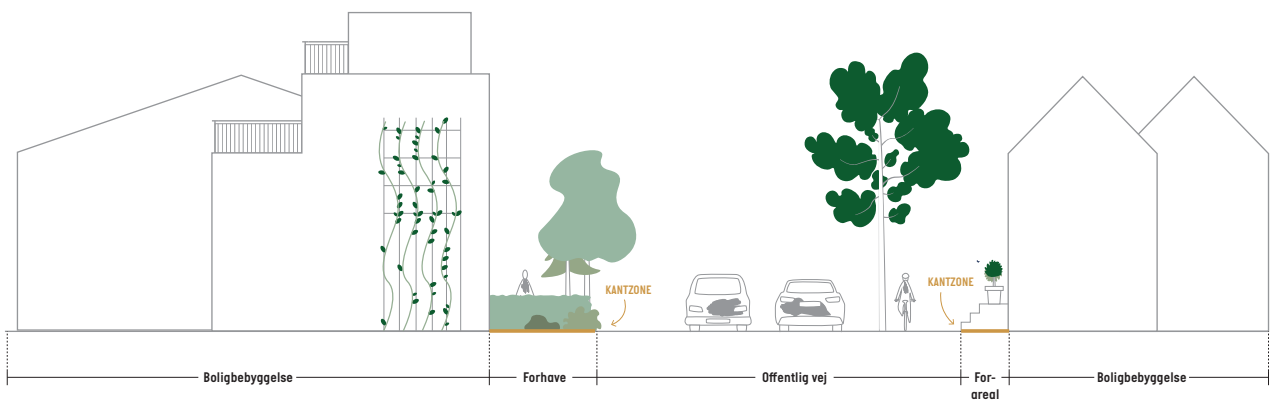 KANTZONE
KANTZONE
Boligbebyggelse
Forhave
Offentlig vej
For-
areal
Boligbebyggelse